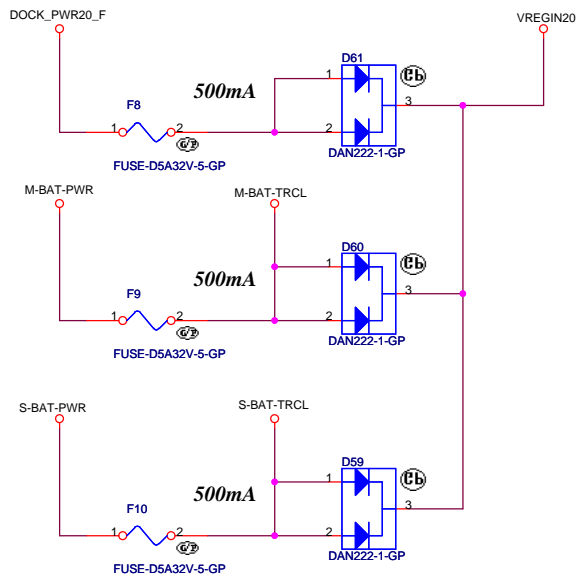 DOCK_PWR20_F
VREGIN20
D61
1
500mA
3
F8
1
2
2
G/P
FUSE-D5A32V-5-GP
DAN222-1-GP
M-BAT-PWR
M-BAT-TRCL
D60
1
500mA
3
F9
1
2
2
G/P
FUSE-D5A32V-5-GP
DAN222-1-GP
S-BAT-PWR
S-BAT-TRCL
D59
1
500mA
3
F10
1
2
2
G/P
FUSE-D5A32V-5-GP
DAN222-1-GP